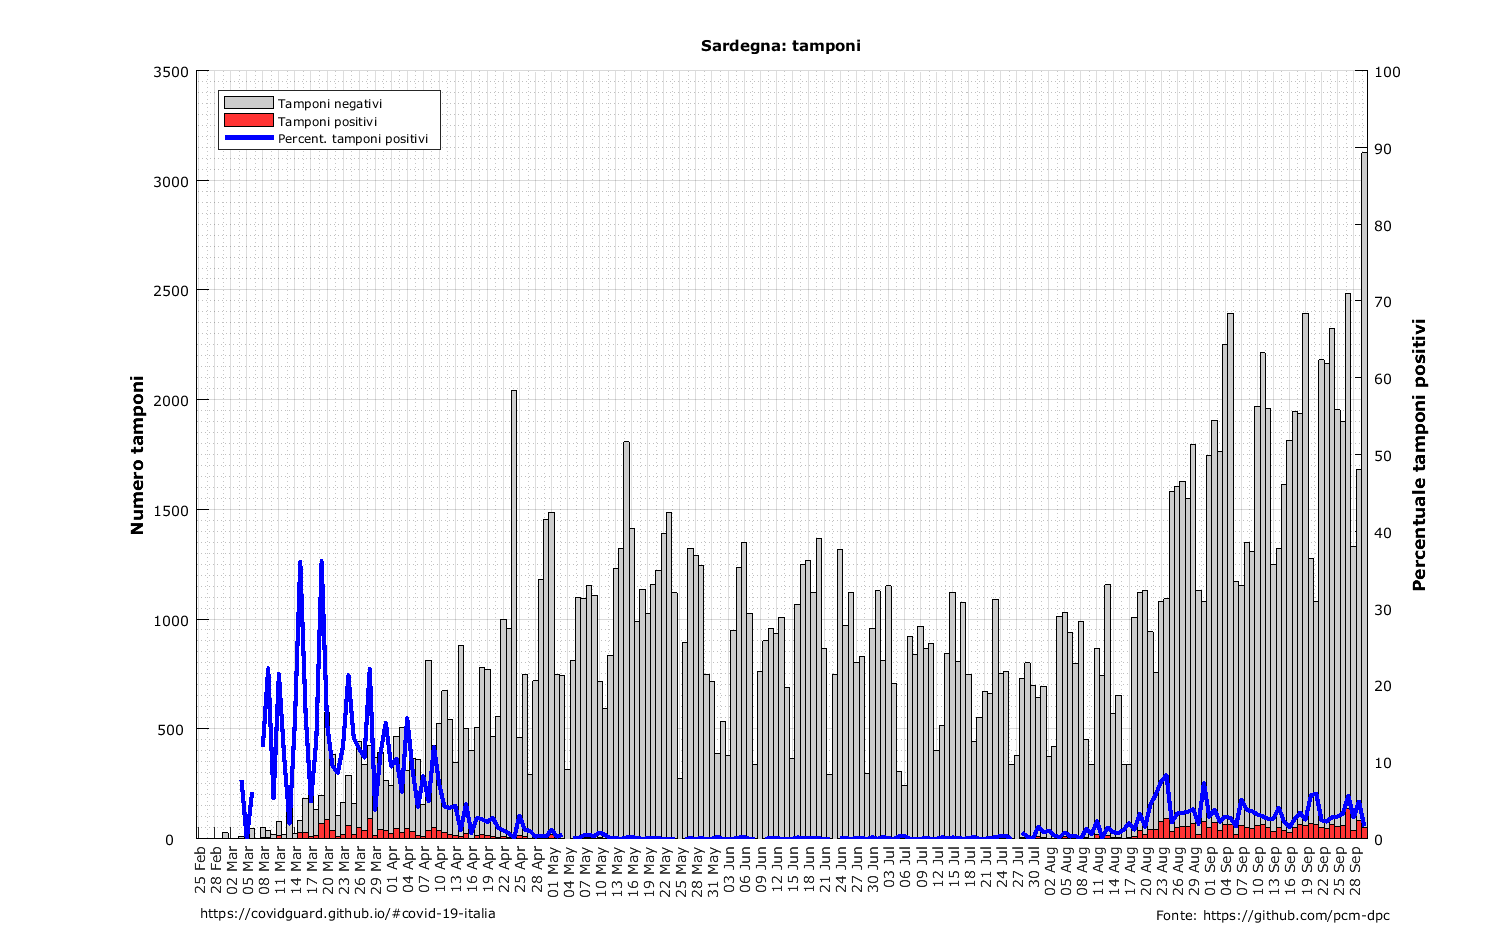 Sardegna: tamponi
Tamponi negativi
Tamponi positivi
Percent. tamponi positivi
Numero tamponi
3500
3000
2500
2000
1500
1000
500
0
Percentuale tamponi positivi
100
90
80
70
60
50
40
30
20
10
0
25 Feb
28 Feb
02 Mar
05 Mar
08 Mar
11 Mar
14 Mar
17 Mar
20 Mar
23 Mar
26 Mar
29 Mar
01 Apr
04 Apr
07 Apr
10 Apr
13 Apr
16 Apr
19 Apr
22 Apr
25 Apr
28 Apr
01 May
04 May
07 May
10 May
13 May
16 May
19 May
22 May
25 May
28 May
31 May
03 Jun
06 Jun
09 Jun
12 Jun
15 Jun
18 Jun
21 Jun
24 Jun
27 Jun
30 Jun
03 Jul
06 Jul
09 Jul
12 Jul
15 Jul
18 Jul
21 Jul
24 Jul
27 Jul
30 Jul
02 Aug
05 Aug
08 Aug
11 Aug
14 Aug
17 Aug
20 Aug
23 Aug
26 Aug
29 Aug
01 Sep
04 Sep
07 Sep
10 Sep
13 Sep
16 Sep
19 Sep
22 Sep
25 Sep
28 Sep
https://covidguard.github.io/#covid-19-italia
Fonte: https://github.com/pcm-dpc